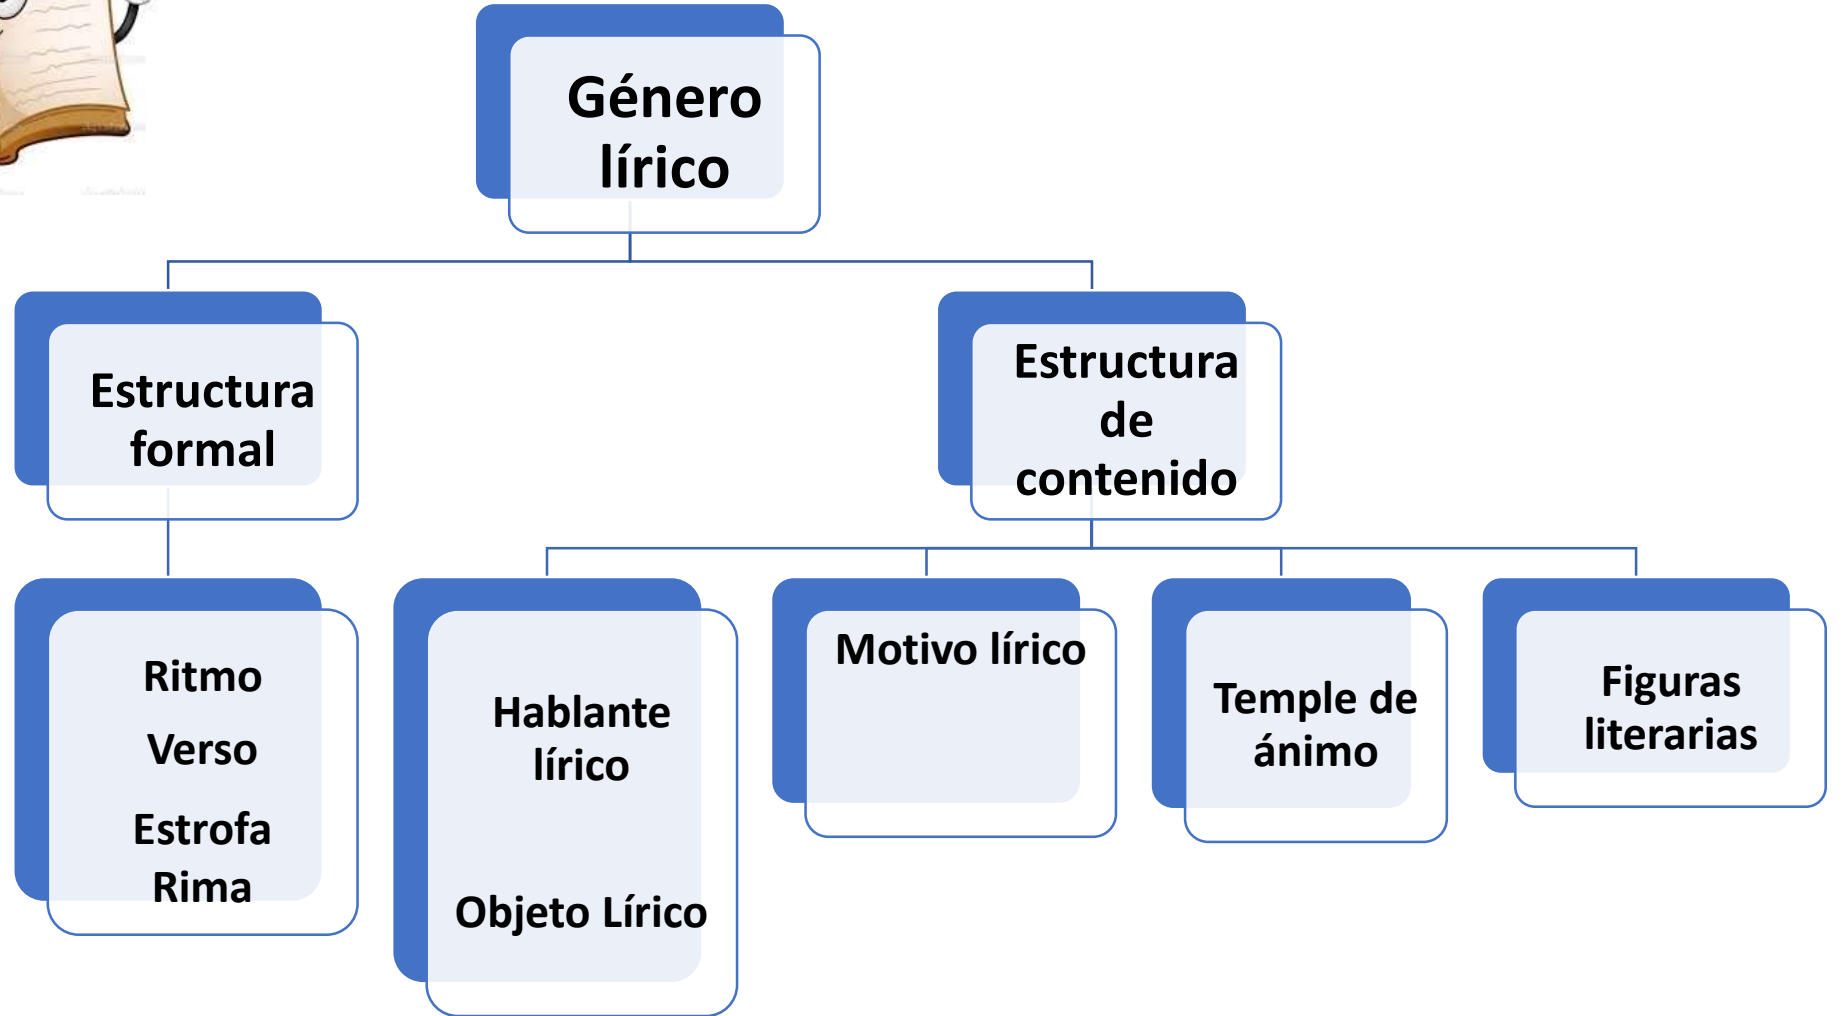 Género
lírico
Estructura
formal
Estructura
de
contenido
Ritmo
Verso
Estrofa
Rima
Hablante
lírico
Objeto Lírico
Motivo lírico
Temple de
ánimo
Figuras
literarias